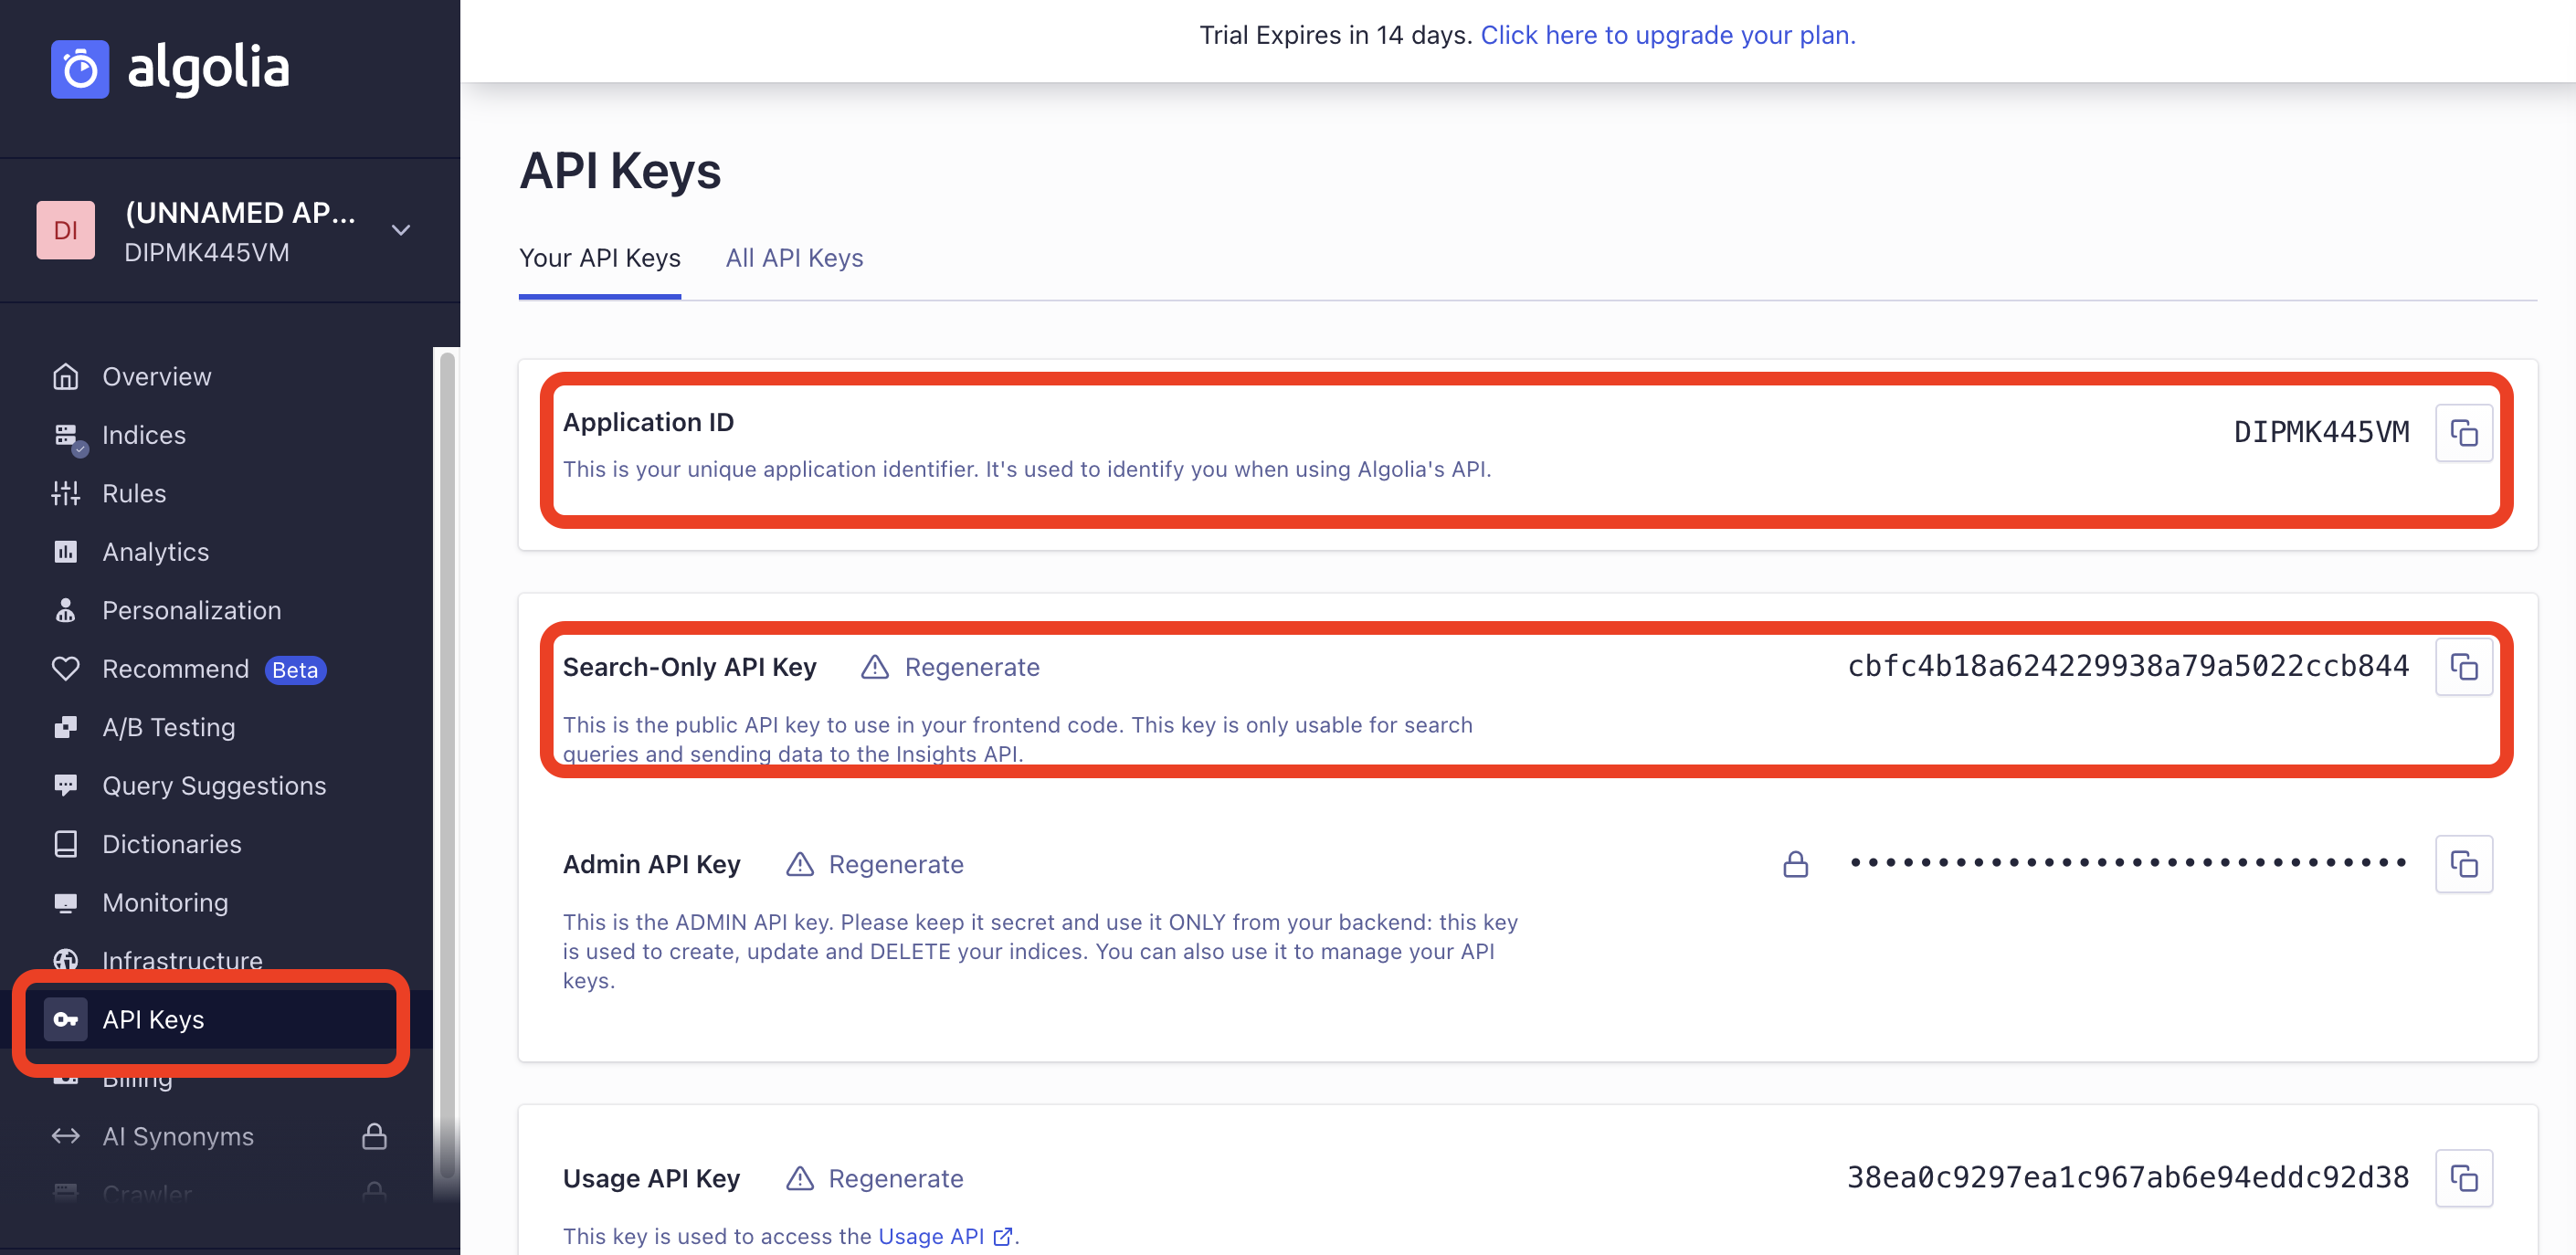 algolia
Trial Expires in 14 days. Click here to upgrade your plan.
DI
(UNNAMED AP...
DIPMK445VM
Overview
Indices
Rules
Analytics
Personalization
Recommend Beta
A/B Testing
Query Suggestions
Dictionaries
Monitoring
Infrastructure
API Keys
Billing
AI Synonyms
Crawler
API Keys
Your API Keys All API Keys
Application ID DIPMK445VM
This is your unique application identifier. It's used to identify you when using Algolia's API.
Search-Only API Key Regenerate cbfc4b18a624229938a79a5022ccb844
This is the public API key to use in your frontend code. This key is only usable for search
queries and sending data to the Insights API.
Admin API Key Regenerate ••••••••••••••••••••••••••••••••
This is the ADMIN API key. Please keep it secret and use it ONLY from your backend: this key
is used to create, update and DELETE your indices. You can also use it to manage your API
keys.
Usage API Key Regenerate 38ea0c9297ea1c967ab6e94eddc92d38
This key is used to access the Usage API .